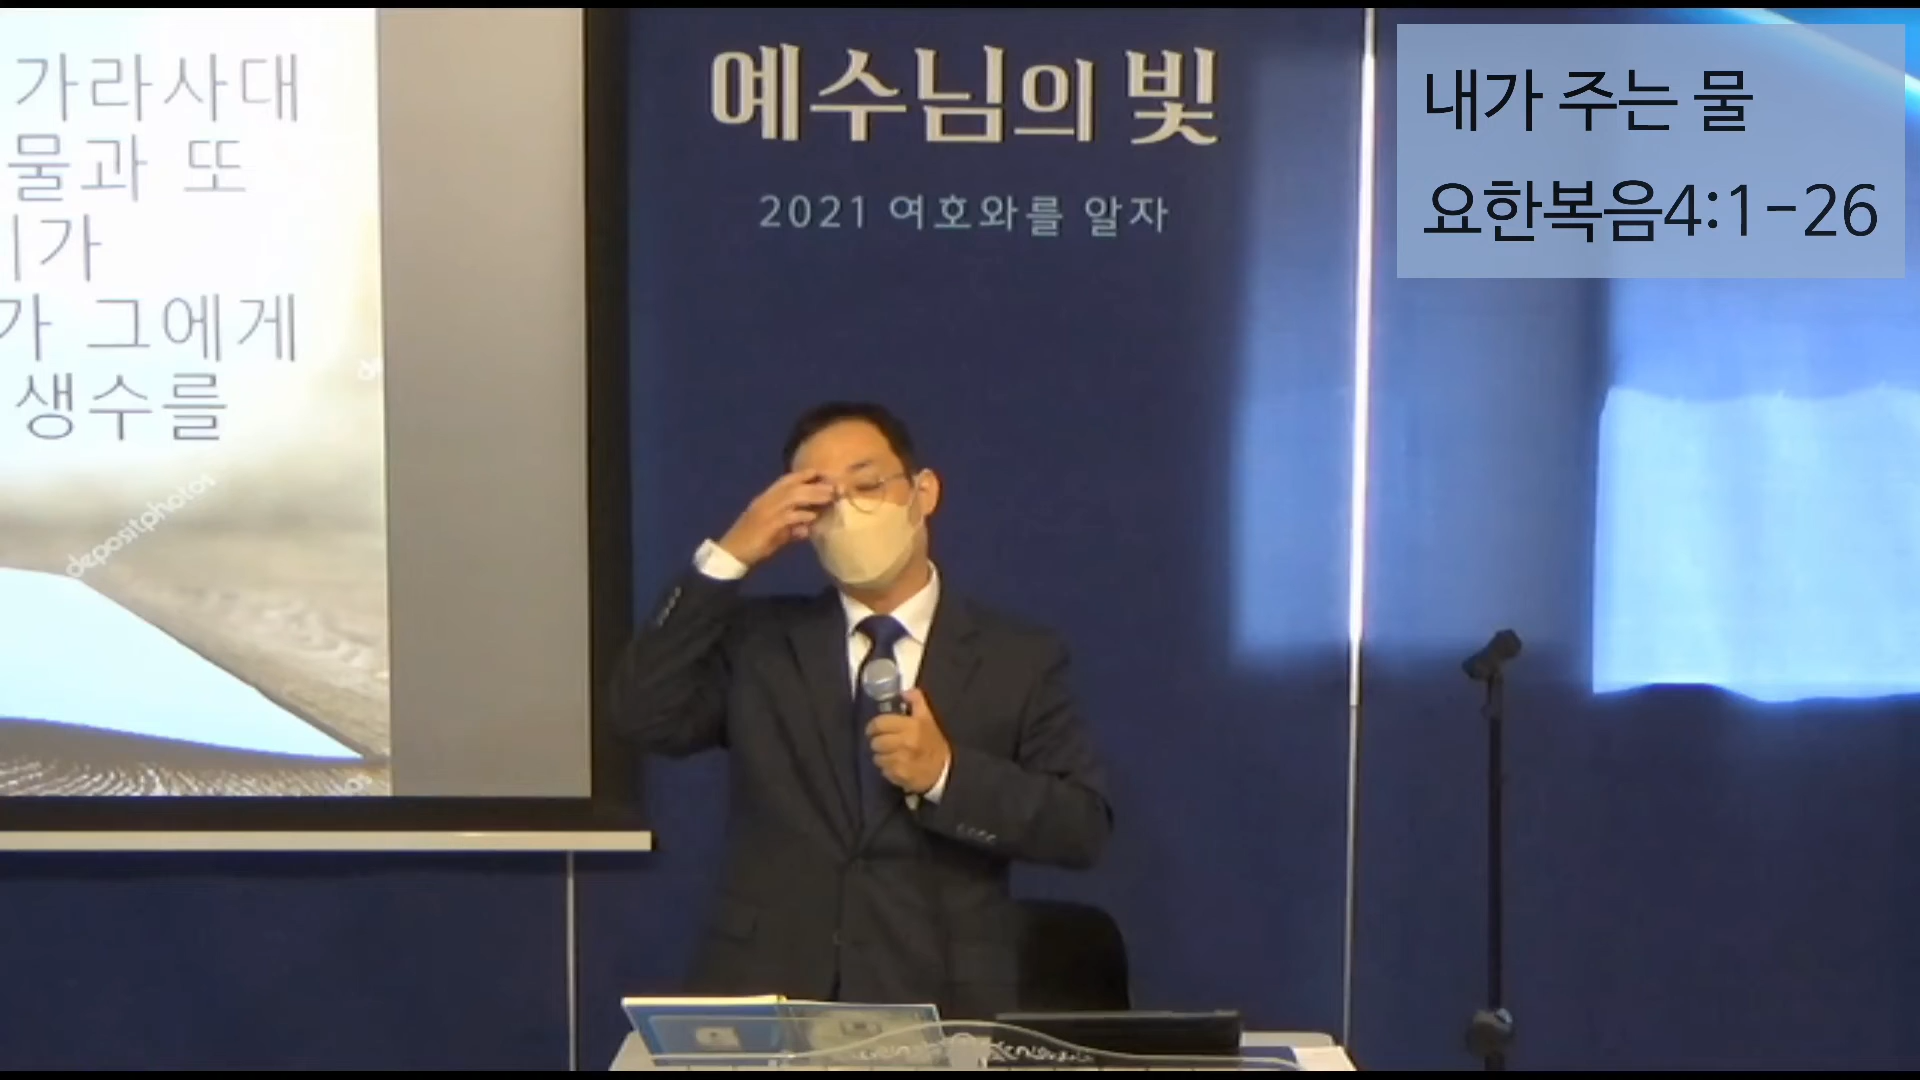 가라사대
물과 또
가
가 그에게
생수를
depositphotos
예수님의 빛
2021 여호와를 알자
내가 주는 물
요한복음4:1-26